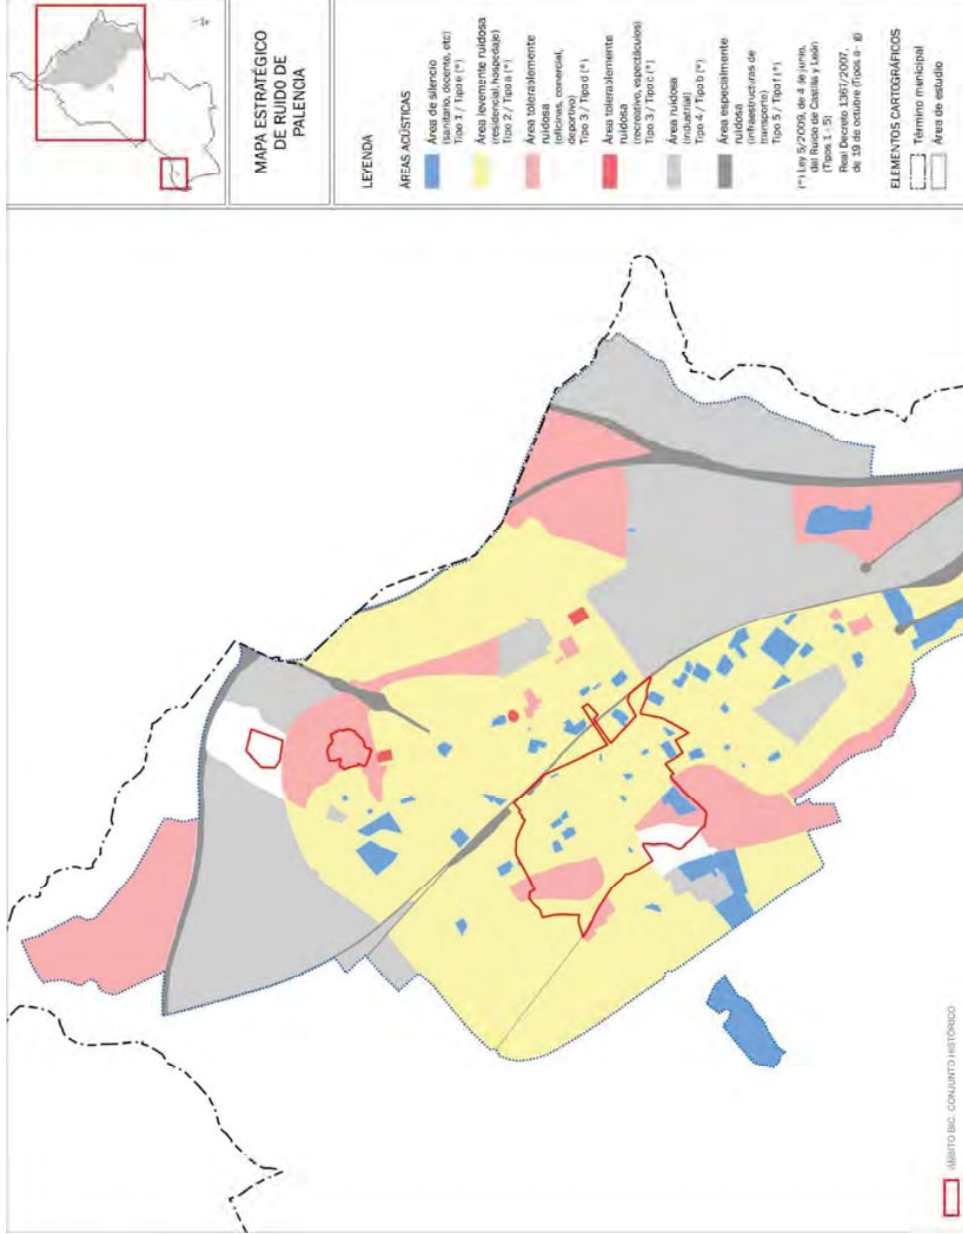 MAPA ESTRATÉGICO
DE RUIDO DE
PALENCIA
LEYENDA
ÁREAS ACÚSTICAS
Área de silencio
(sanitario, docente, etc)
Tipo 1 / Tipo e (*)
Área levemente ruidosa
(residencial, hospedaje)
Tipo 2 / Tipo a (*)
Área tolerablemente
ruidosa
(oficinas, comercial,
deportivo)
Tipo 3 / Tipo d (*)
Área tolerablemente
ruidosa
(recreativo, espectáculos)
Tipo 3 / Tipo c (*)
Área ruidosa
(industrial)
Tipo 4 / Tipo b (*)
Área especialmente
ruidosa
(infraestructuras de
transporte)
Tipo 5 / Tipo f (*)
(*) Ley 5/2009, de 4 de junio,
del Ruido de Castilla y León
(Tipos 1 - 5)
Real Decreto 1367/2007,
de 19 de octubre (Tipos a - g)
ELEMENTOS CARTOGRÁFICOS
Término municipal
Área de estudio
ÁMBITO BIC. CONJUNTO HISTÓRICO